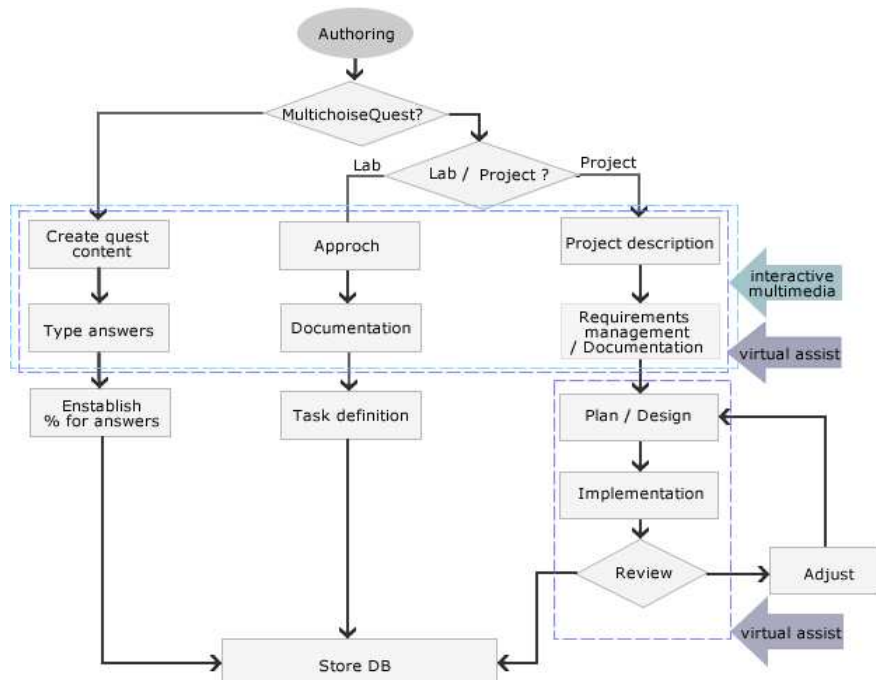 Authoring
MultichoiseQuest?
Lab
Lab / Project ?
Project
Create quest
content
Approch
Project description
interactive
multimedia
Type answers
Documentation
Requirements
management
/ Documentation
virtual assist
Enstablish
% for answers
Task definition
Plan / Design
Implementation
Review
Adjust
virtual assist
Store DB